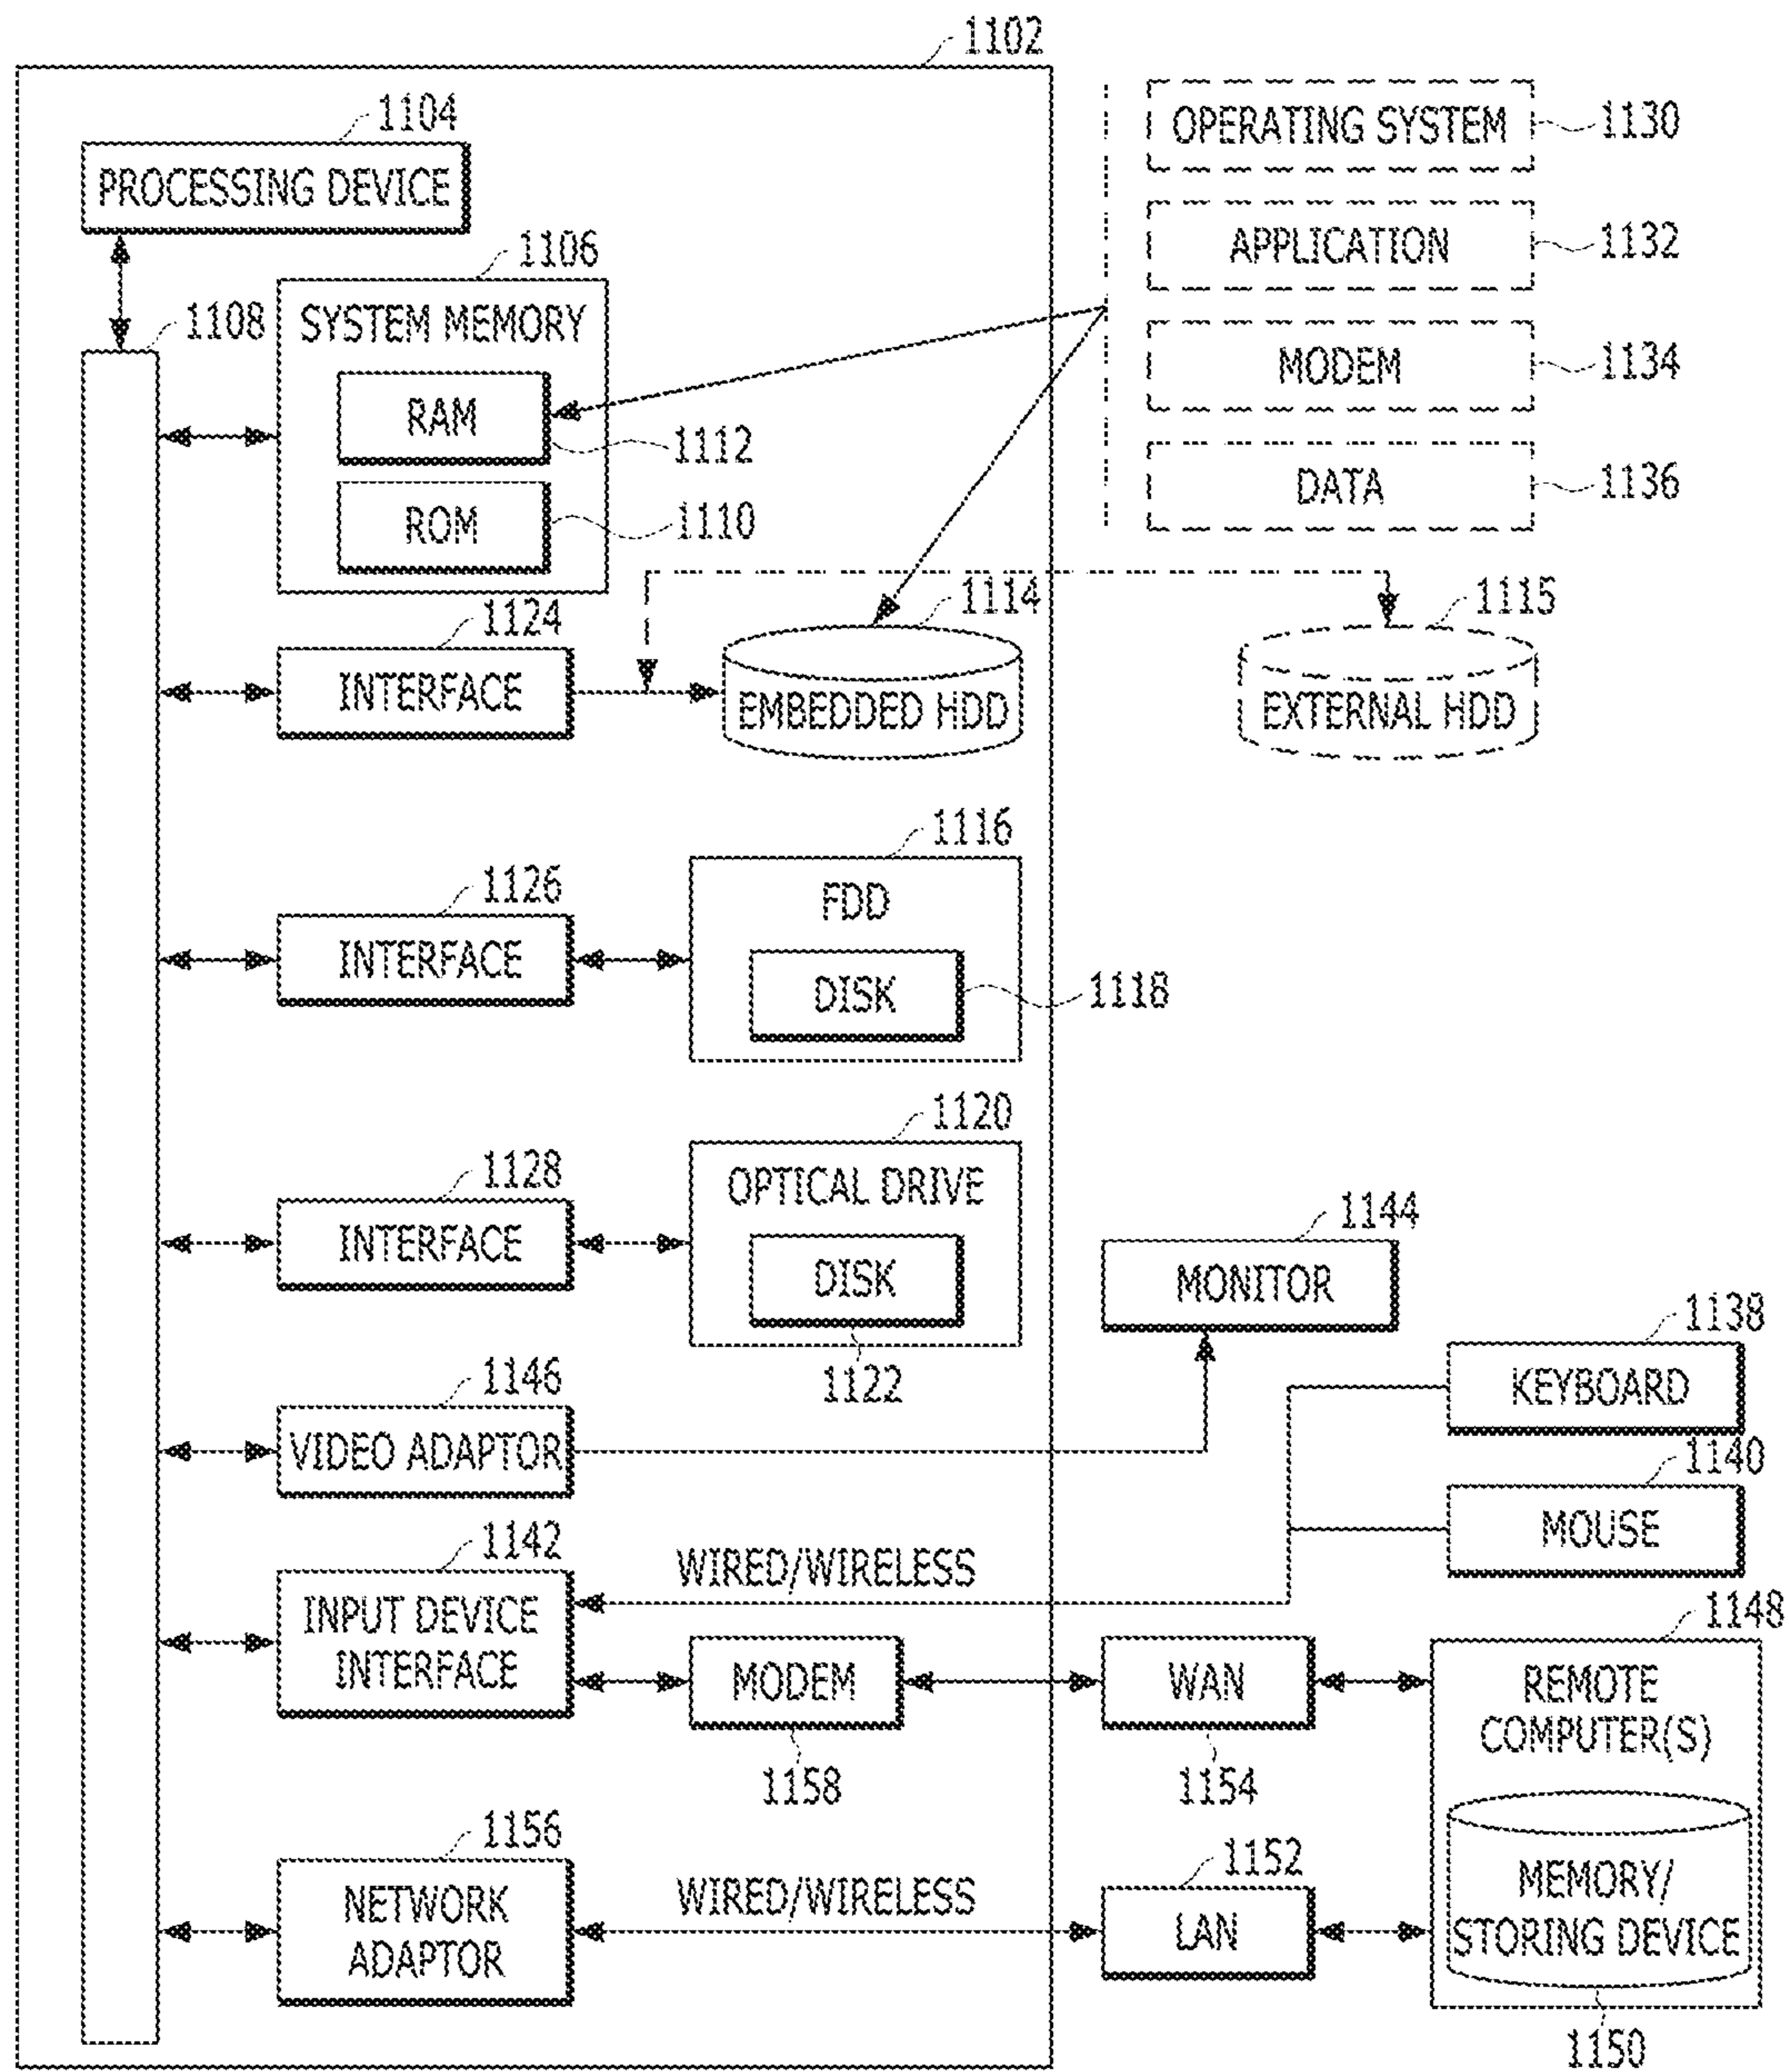 1102
1104
PROCESSING DEVICE
OPERATING SYSTEM
1130
1106
SYSTEM MEMORY
APPLICATION
1132
1108
RAM
1112
MODEM
1134
ROM
1110
DATA
1136
1124
INTERFACE
1114
EMBEDDED HDD
1115
EXTERNAL HDD
1116
FDD
1126
INTERFACE
DISK
1118
1120
OPTICAL DRIVE
1128
INTERFACE
DISK
1122
1144
MONITOR
1138
KEYBOARD
1146
VIDEO ADAPTOR
1140
MOUSE
1142
INPUT DEVICE
INTERFACE
WIRED/WIRELESS
MODEM
1158
WAN
1154
1148
REMOTE
COMPUTER(S)
1156
NETWORK
ADAPTOR
WIRED/WIRELESS
1152
LAN
MEMORY/
STORING DEVICE
1150